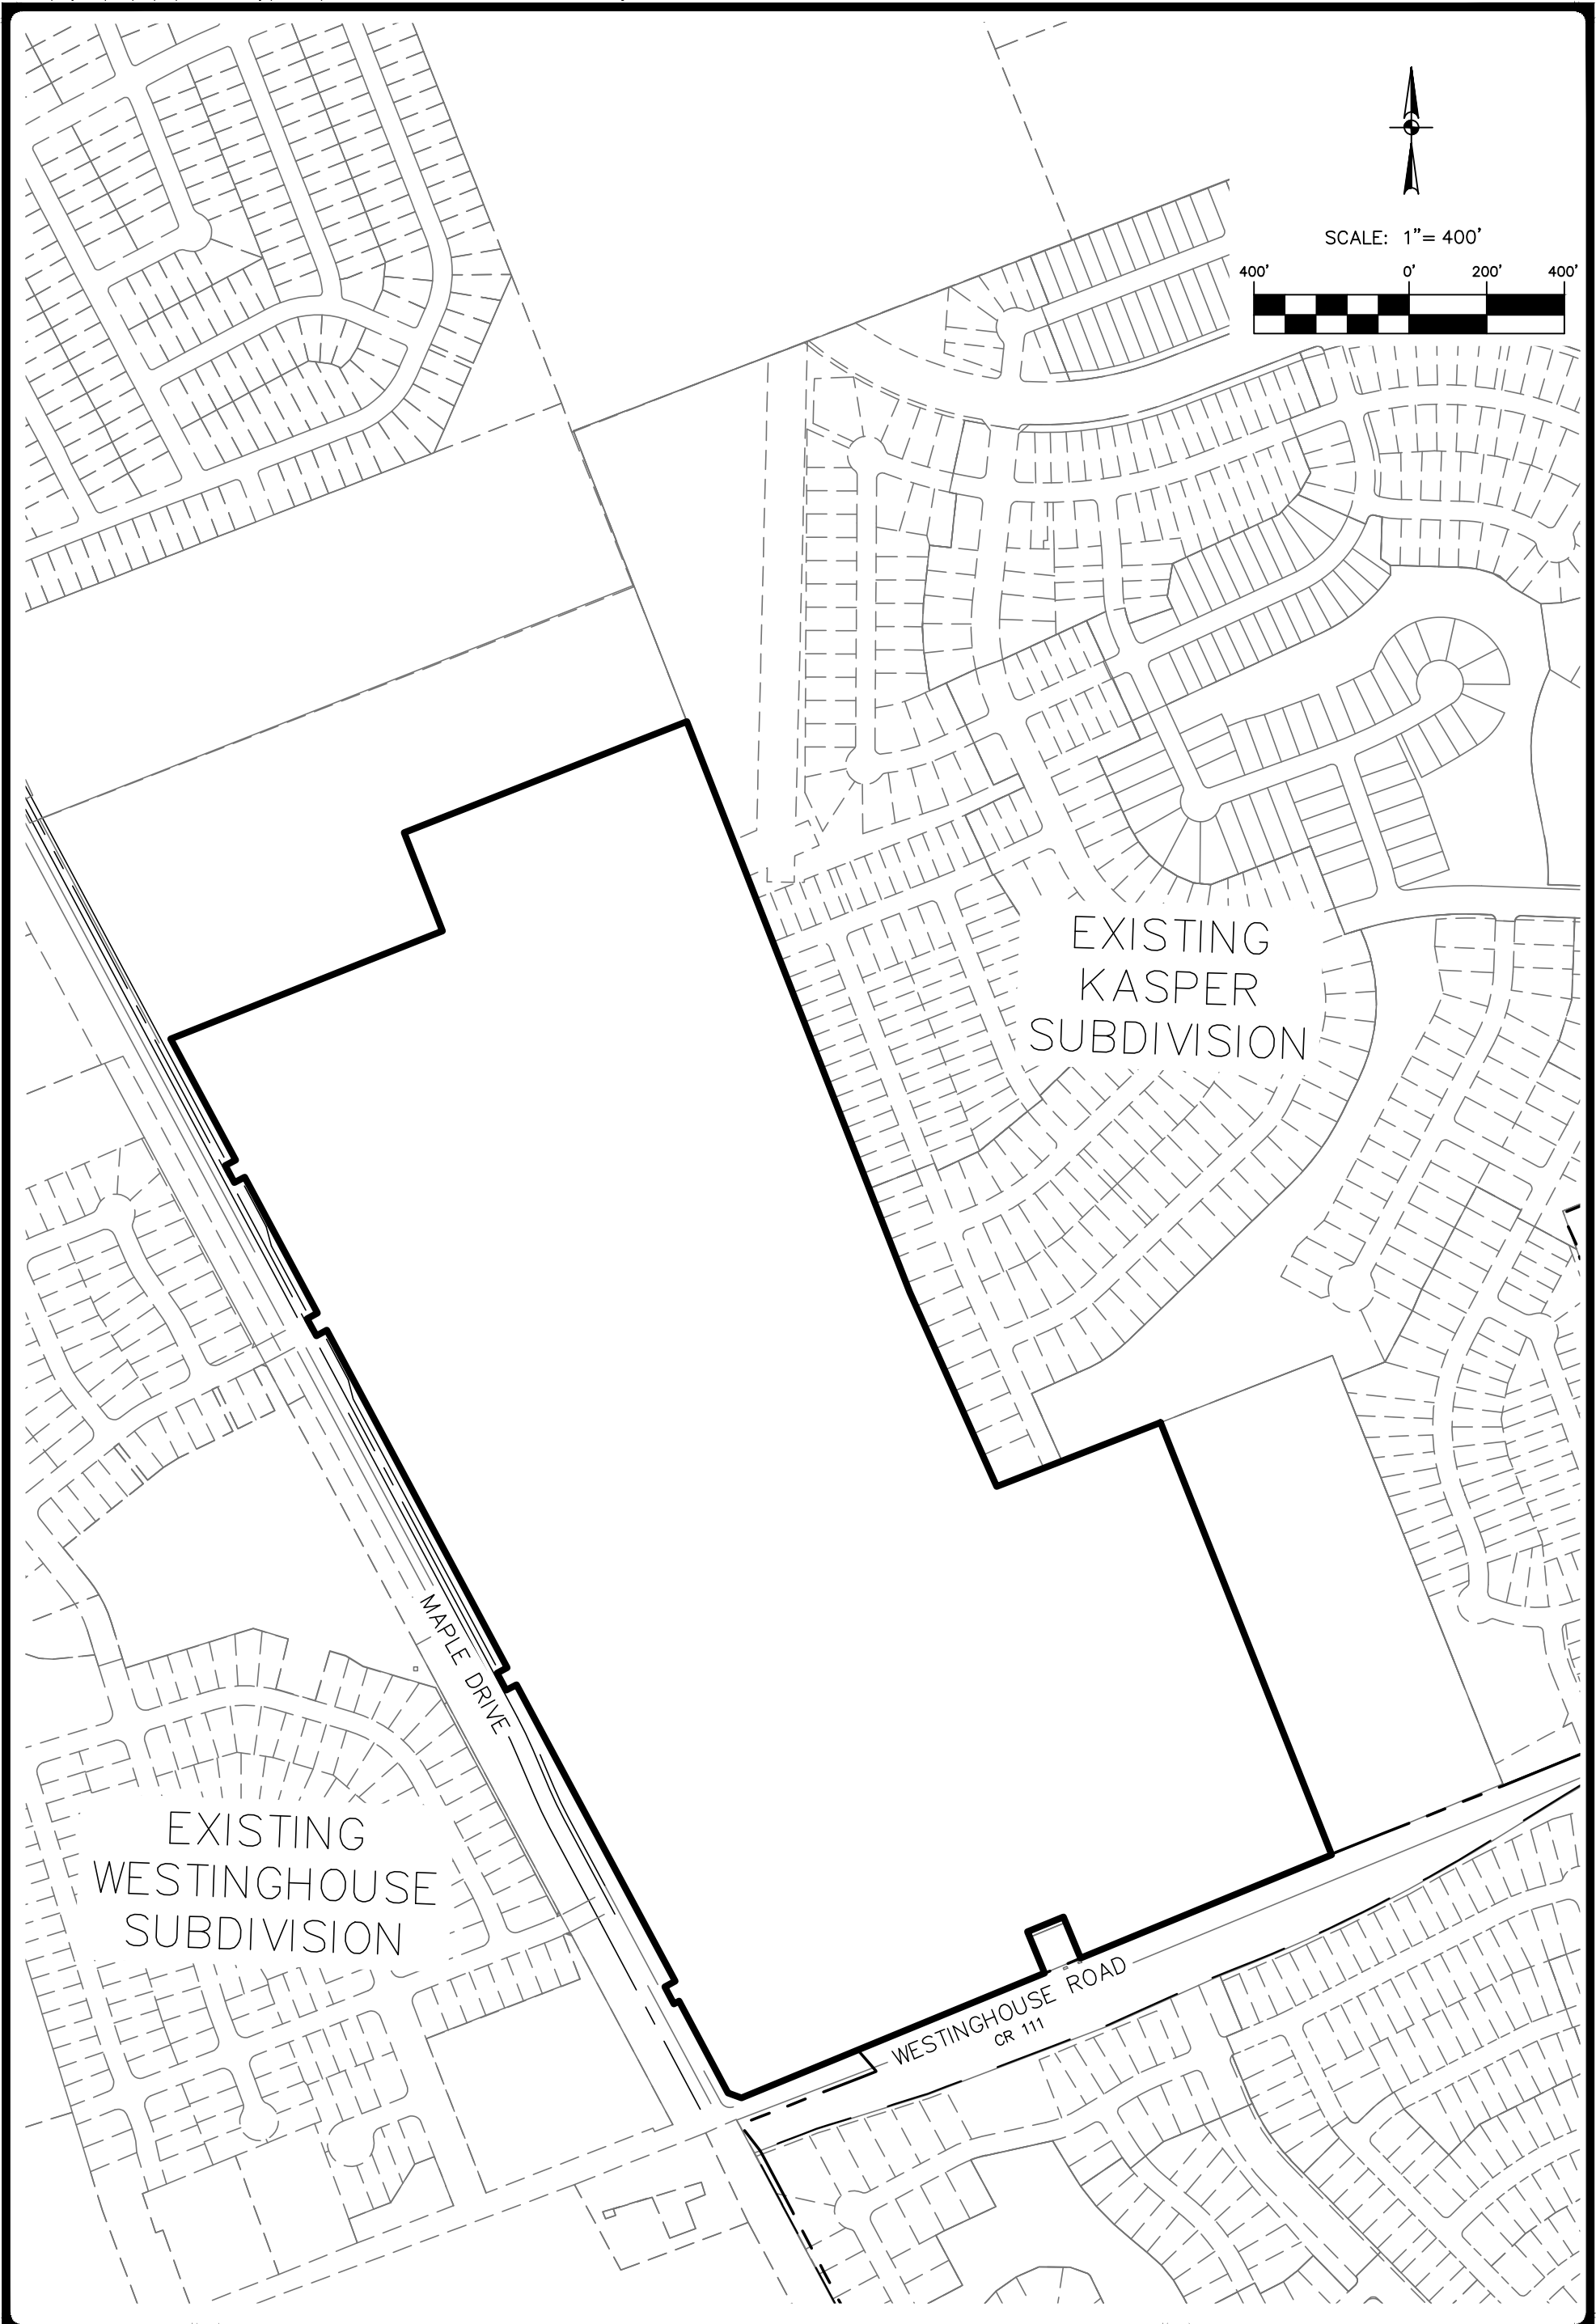 SCALE: 1"= 400'
400' 0' 200' 400'
EXISTING
KASPER
SUBDIVISION
MAPLE DRIVE
EXISTING
WESTINGHOUSE
SUBDIVISION
WESTINGHOUSE ROAD
CR 111